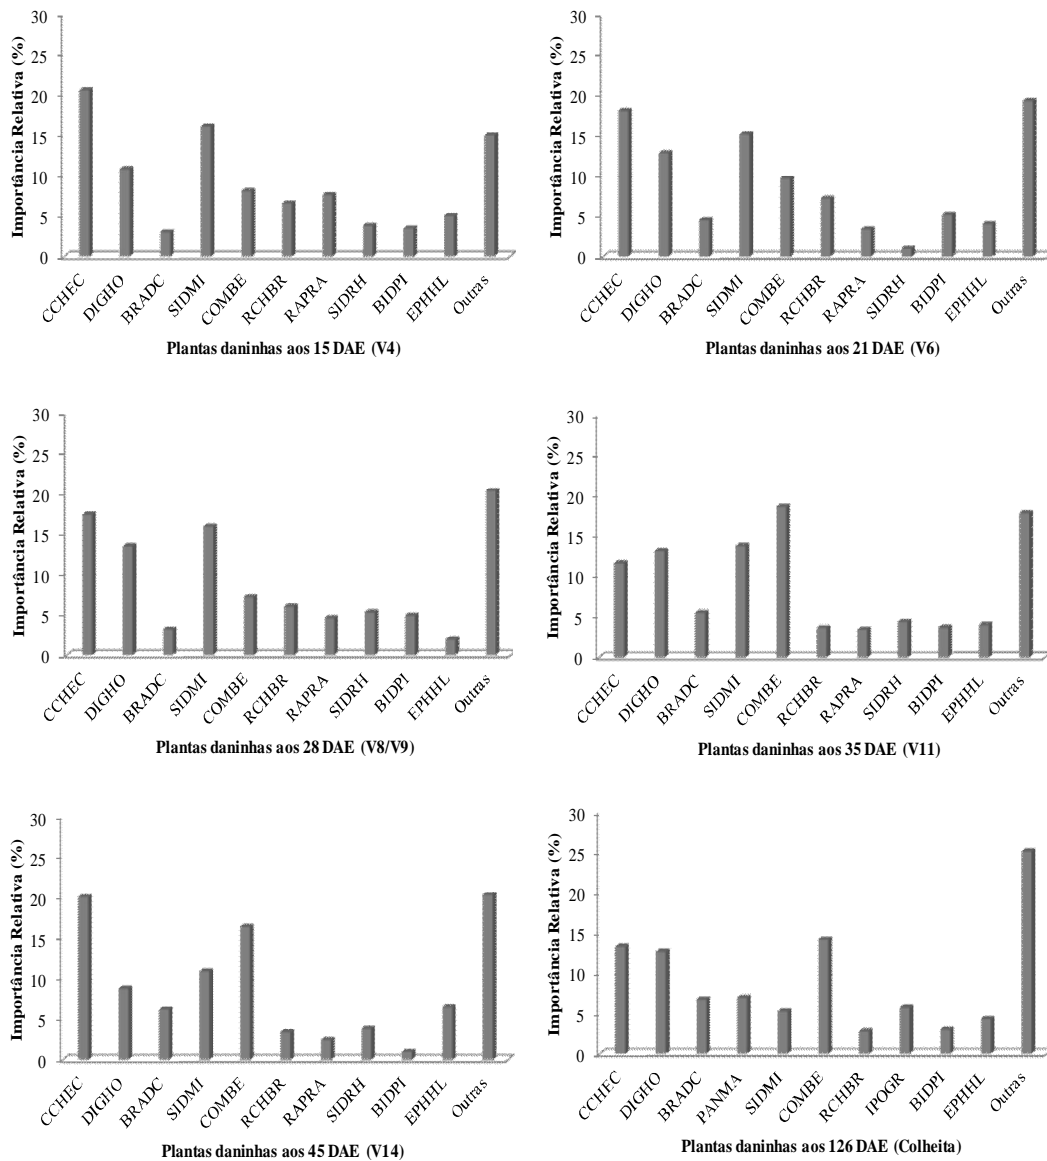 Importância Relativa (%)
30
25
20
15
10
5
0
CCHEC
DIGHO
BRADC
SIDMI
COMBE
RCHBR
RAPRA
SIDRH
BIDPI
EPHHL
Outras
Plantas daninhas aos 15 DAE (V4)
Importância Relativa (%)
30
25
20
15
10
5
0
CCHEC
DIGHO
BRADC
SIDMI
COMBE
RCHBR
RAPRA
SIDRH
BIDPI
EPHHL
Outras
Plantas daninhas aos 21 DAE (V6)
Importância Relativa (%)
30
25
20
15
10
5
0
CCHEC
DIGHO
BRADC
SIDMI
COMBE
RCHBR
RAPRA
SIDRH
BIDPI
EPHHL
Outras
Plantas daninhas aos 28 DAE (V8/V9)
Importância Relativa (%)
30
25
20
15
10
5
0
CCHEC
DIGHO
BRADC
SIDMI
COMBE
RCHBR
RAPRA
SIDRH
BIDPI
EPHHL
Outras
Plantas daninhas aos 35 DAE (V11)
Importância Relativa (%)
30
25
20
15
10
5
0
CCHEC
DIGHO
BRADC
SIDMI
COMBE
RCHBR
RAPRA
SIDRH
BIDPI
EPHHL
Outras
Plantas daninhas aos 45 DAE (V14)
Importância Relativa (%)
30
25
20
15
10
5
0
CCHEC
DIGHO
BRADC
PANMA
SIDMI
COMBE
RCHBR
IPOGR
BIDPI
EPHHL
Outras
Plantas daninhas aos 126 DAE (Colheita)